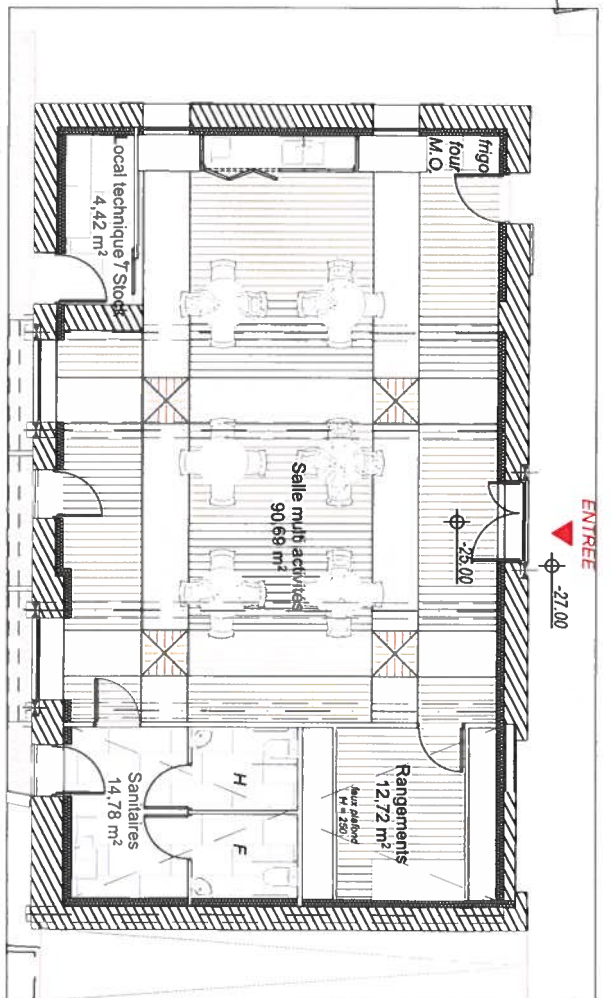 ENTREE
-27.00
-25.00
frigo
four
M.O.
Local technique / Stock
4,42 m²
Salle multi activités
90.69 m²
Rangements
12,72 m²
faux plafond
H = 250
H
F
Sanitaires
14,78 m²